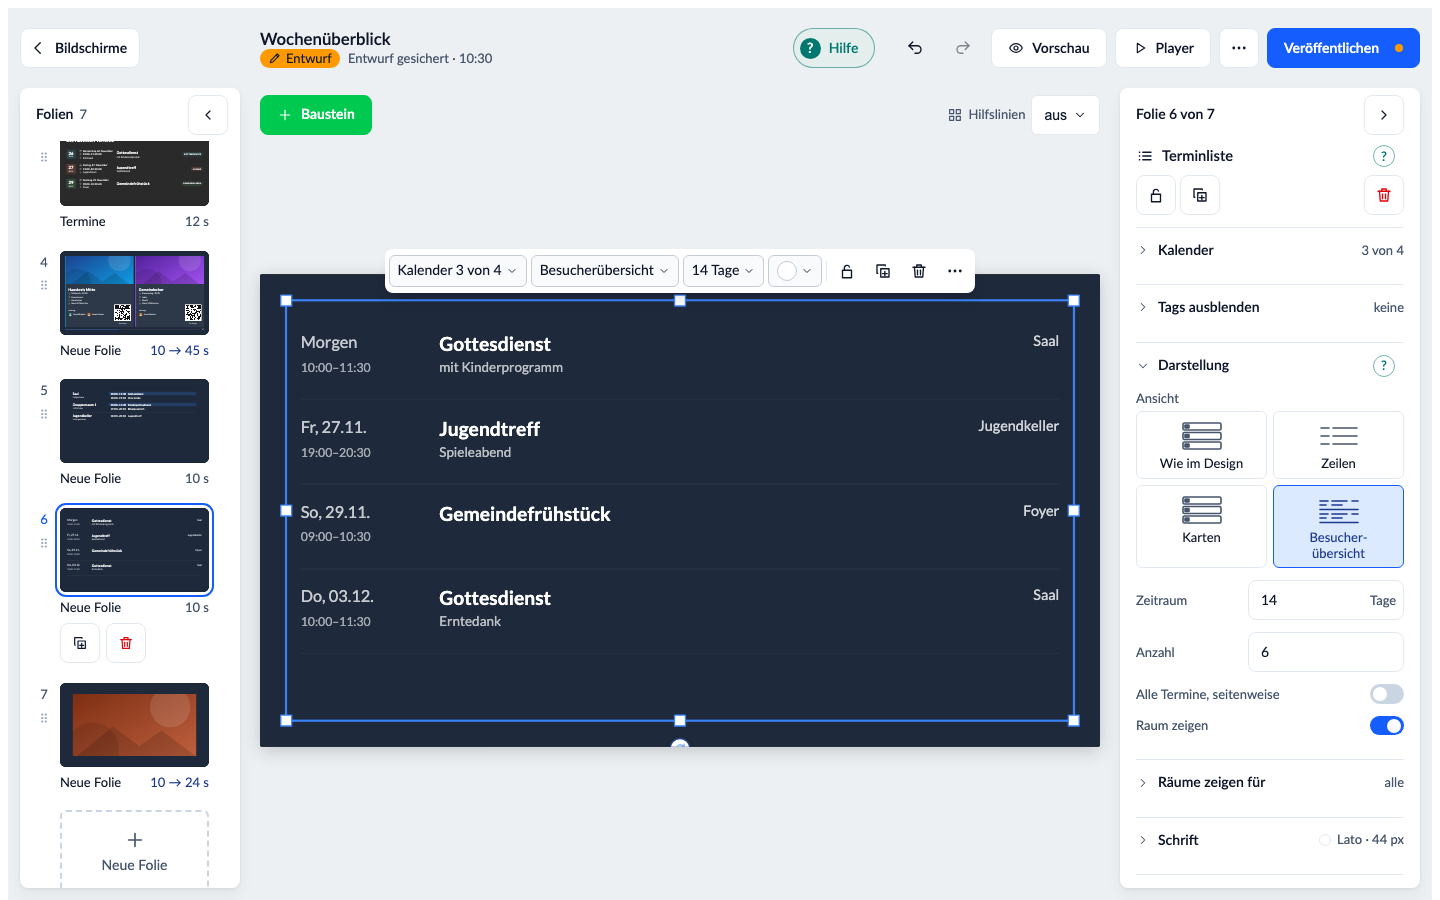 Bildschirme
Wochenüberblick
Entwurf
Entwurf gesichert · 10:30
? Hilfe
Vorschau
Player
Veröffentlichen
Folien 7
Termine 12 s
4
Neue Folie 10 → 45 s
5
Neue Folie 10 s
6
Neue Folie 10 s
7
Neue Folie 10 → 24 s
Neue Folie
Baustein
Hilfslinien aus
Kalender 3 von 4
Besucherübersicht
14 Tage
Morgen Gottesdienst Saal
10:00–11:30 mit Kinderprogramm
Fr, 27.11. Jugendtreff Jugendkeller
19:00–20:30 Spieleabend
So, 29.11. Gemeindefrühstück Foyer
09:00–10:30
Do, 03.12. Gottesdienst Saal
10:00–11:30 Erntedank
Folie 6 von 7
Terminliste ?
Kalender 3 von 4
Tags ausblenden keine
Darstellung ?
Ansicht
Wie im Design
Zeilen
Karten
Besucher-
übersicht
Zeitraum 14 Tage
Anzahl 6
Alle Termine, seitenweise
Raum zeigen
Räume zeigen für alle
Schrift Lato · 44 px